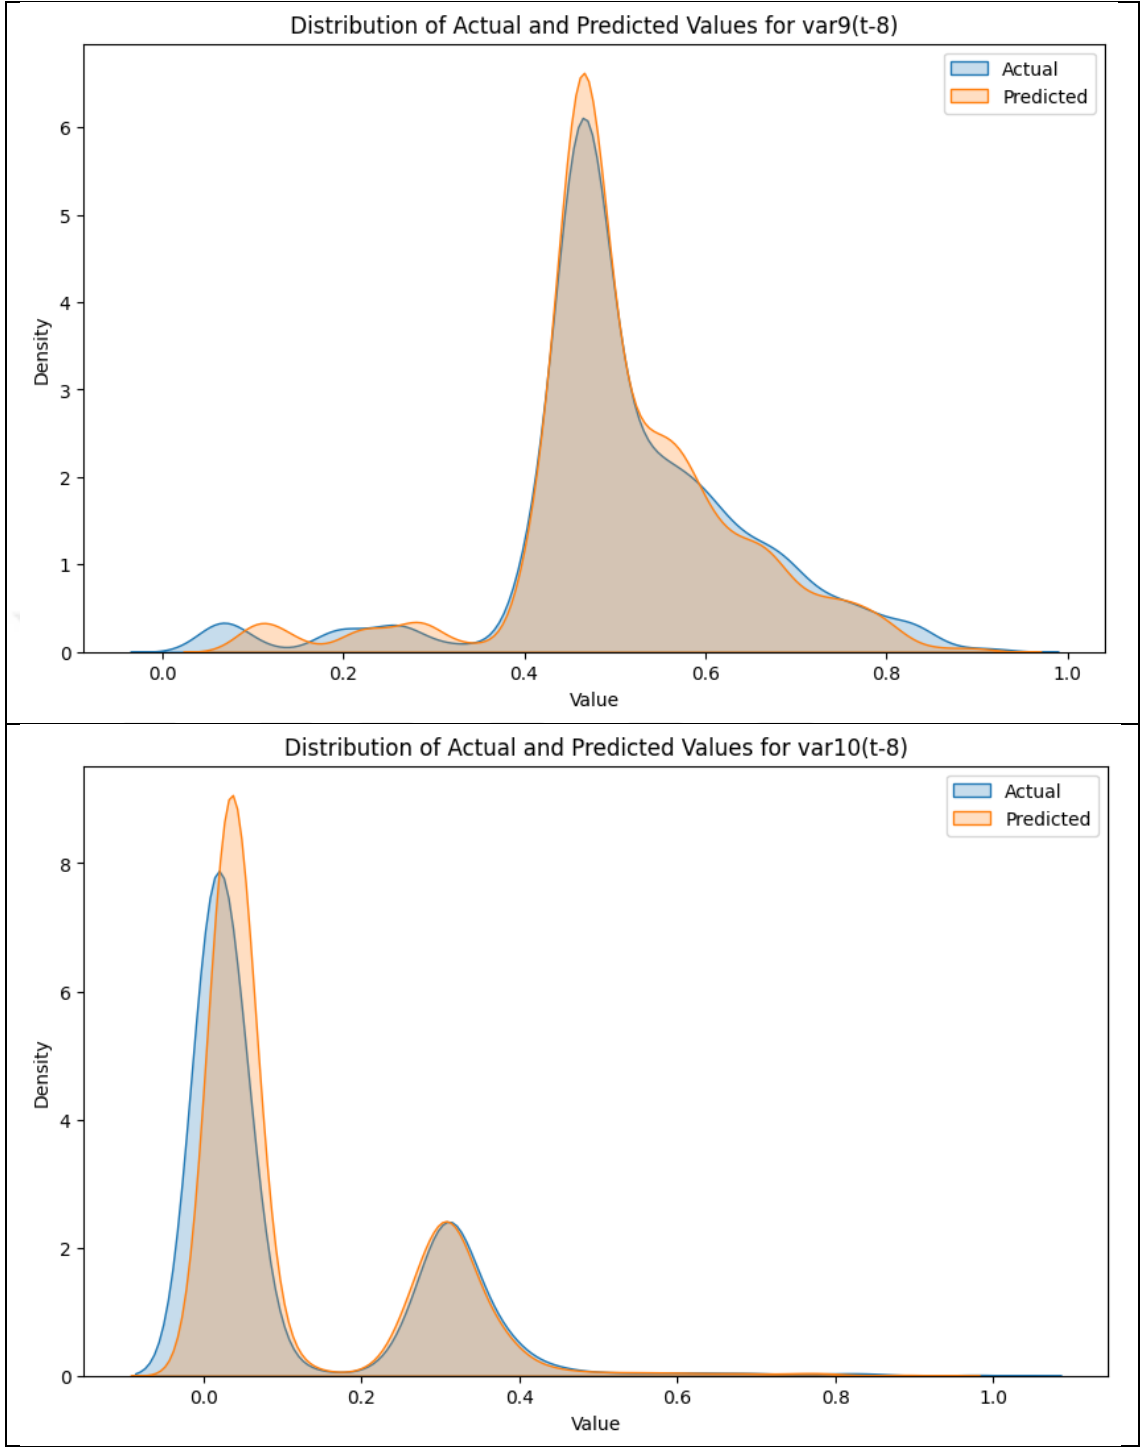 Distribution of Actual and Predicted Values for var9(t-8)
Actual
Predicted
6
5
4
3
2
1
0
Density
0.0 0.2 0.4 0.6 0.8 1.0
Value
Distribution of Actual and Predicted Values for var10(t-8)
Actual
Predicted
8
6
4
2
0
Density
0.0 0.2 0.4 0.6 0.8 1.0
Value